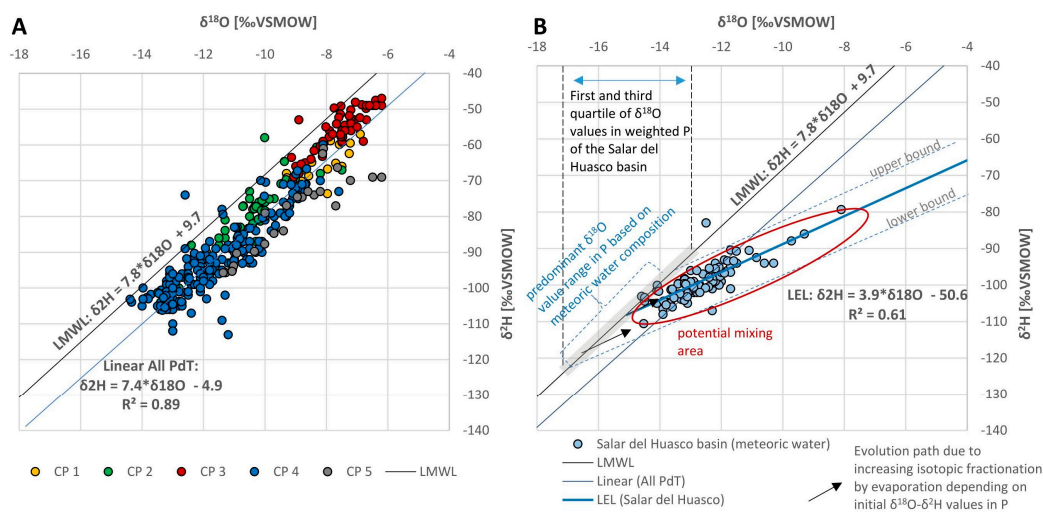 A
δ¹⁸O [‰VSMOW]
-18 -16 -14 -12 -10 -8 -6 -4
-40
-50
-60
-70
-80
-90
-100
-110
-120
-130
-140
δ²H [‰VSMOW]
LMWL: δ2H = 7.8*δ18O + 9.7
Linear All PdT:
δ2H = 7.4*δ18O - 4.9
R² = 0.89
CP 1 CP 2 CP 3 CP 4 CP 5 LMWL
B
δ¹⁸O [‰VSMOW]
-18 -16 -14 -12 -10 -8 -6 -4
-40
-60
-80
-100
-120
-140
δ²H [‰VSMOW]
First and third
quartile of δ¹⁸O
values in weighted P
of the Salar del
Huasco basin
LMWL: δ2H = 7.8*δ18O + 9.7
upper bound
lower bound
predominant δ¹⁸O
value range in P based on
meteoric water composition
LEL: δ2H = 3.9*δ18O - 50.6
R² = 0.61
potential mixing
area
Salar del Huasco basin (meteoric water)
LMWL
Linear (All PdT)
LEL (Salar del Huasco)
Evolution path due to
increasing isotopic fractionation
by evaporation depending on
initial δ¹⁸O-δ²H values in P